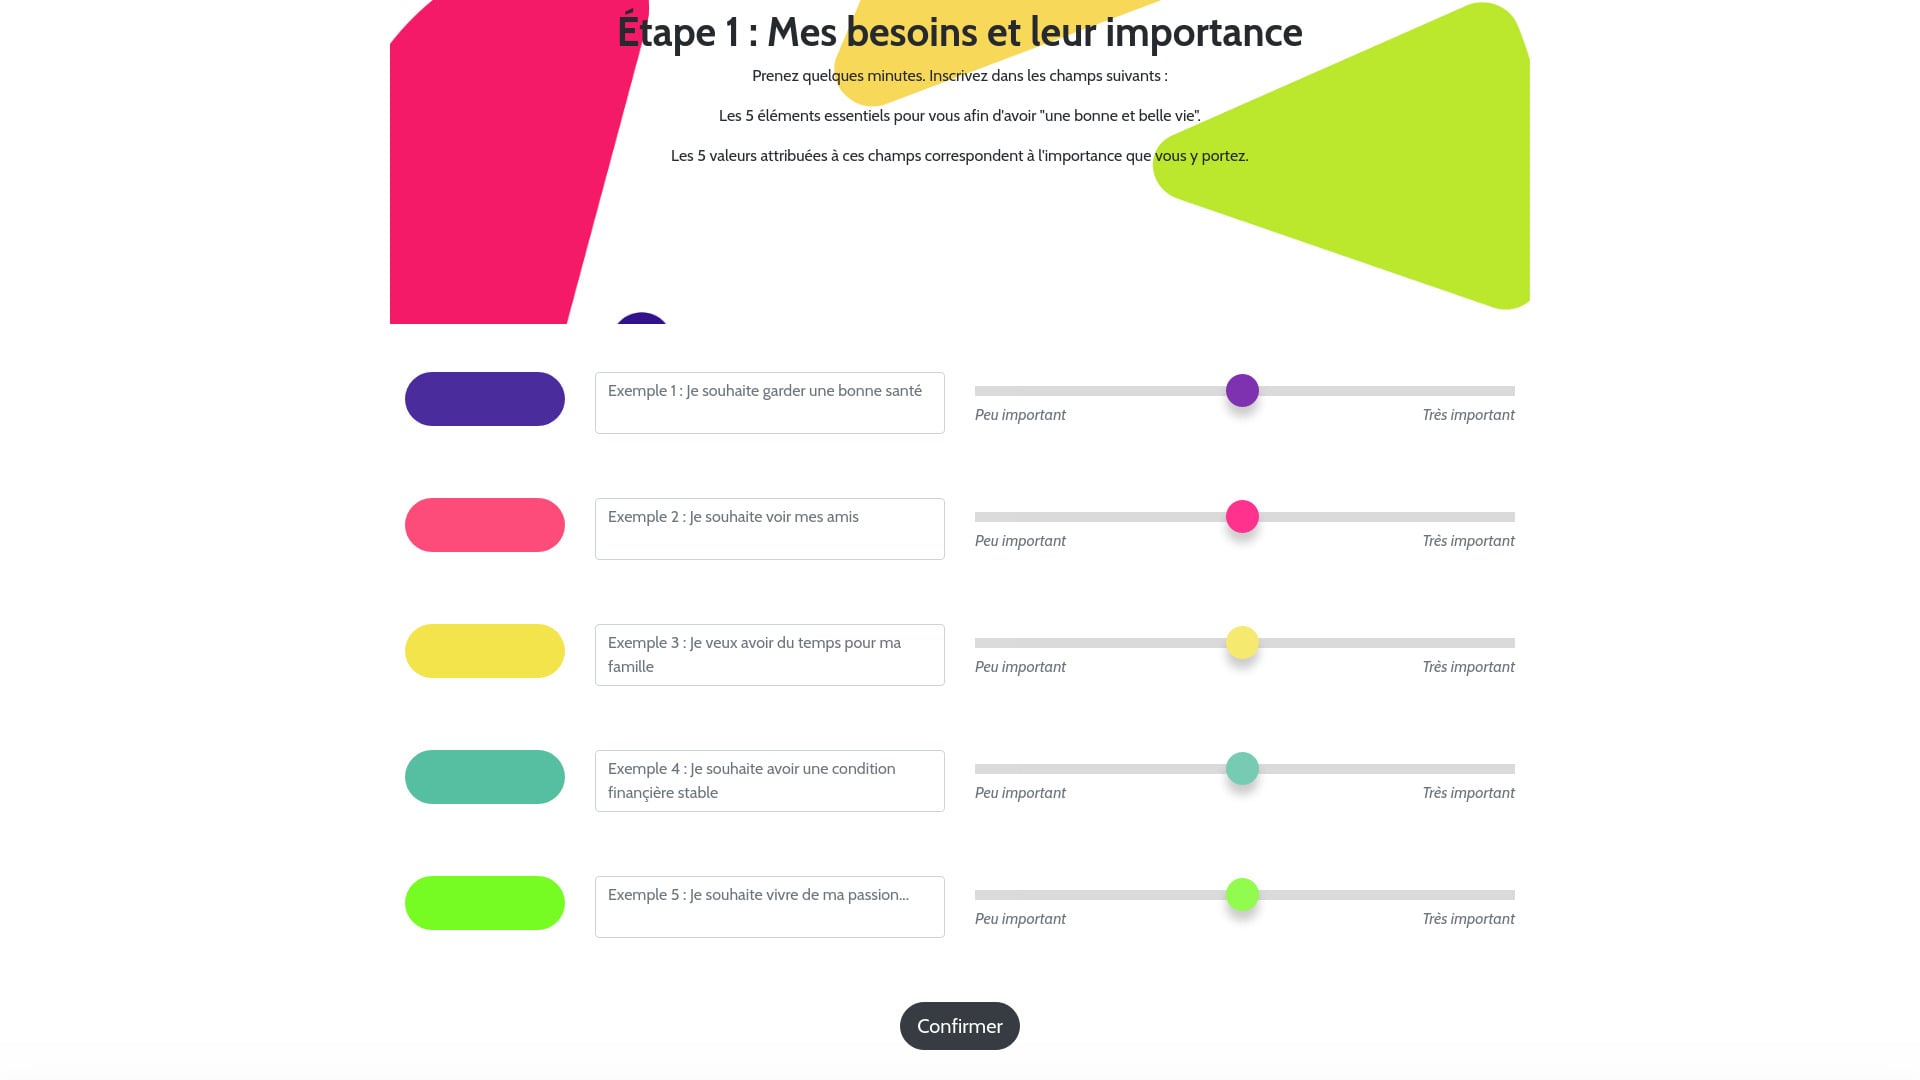 Étape 1 : Mes besoins et leur importance
Prenez quelques minutes. Inscrivez dans les champs suivants :
Les 5 éléments essentiels pour vous afin d'avoir "une bonne et belle vie".
Les 5 valeurs attribuées à ces champs correspondent à l'importance que vous y portez.
Exemple 1 : Je souhaite garder une bonne santé
Peu important
Très important
Exemple 2 : Je souhaite voir mes amis
Peu important
Très important
Exemple 3 : Je veux avoir du temps pour ma
famille
Peu important
Très important
Exemple 4 : Je souhaite avoir une condition
finançière stable
Peu important
Très important
Exemple 5 : Je souhaite vivre de ma passion...
Peu important
Très important
Confirmer